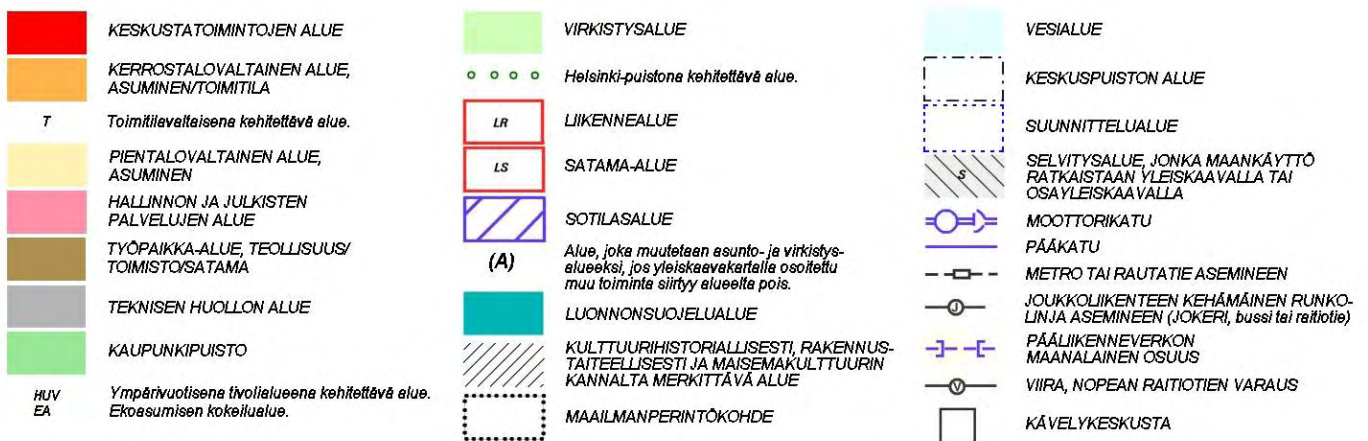 KESKUSTATOIMINTOJEN ALUE
KERROSTALOVALTAINEN ALUE,
ASUMINEN/TOIMITILA
T
Toimitilavaltaisena kehitettävä alue.
PIENTALOVALTAINEN ALUE,
ASUMINEN
HALLINNON JA JULKISTEN
PALVELUJEN ALUE
TYÖPAIKKA-ALUE, TEOLLISUUS/
TOIMISTO/SATAMA
TEKNISEN HUOLLON ALUE
KAUPUNKIPUISTO
HUV Ympärivuotisena tivolialueena kehitettävä alue.
EA Ekoasumisen kokeilualue.
VIRKISTYSALUE
Helsinki-puistona kehitettävä alue.
LR LIIKENNEALUE
LS SATAMA-ALUE
SOTILASALUE
(A) Alue, joka muutetaan asunto- ja virkistys-
alueeksi, jos yleiskaavakartalla osoitettu
muu toiminta siirtyy alueelta pois.
LUONNONSUOJELUALUE
KULTTUURIHISTORIALLISESTI, RAKENNUS-
TAITEELLISESTI JA MAISEMAKULTTUURIN
KANNALTA MERKITTÄVÄ ALUE
MAAILMANPERINTÖKOHDE
VESIALUE
KESKUSPUISTON ALUE
SUUNNITTELUALUE
S SELVITYSALUE, JONKA MAANKÄYTTÖ
RATKAISTAAN YLEISKAAVALLA TAI
OSAYLEISKAAVALLA
MOOTTORIKATU
PÄÄKATU
METRO TAI RAUTATIE ASEMINEEN
J JOUKKOLIIKENTEEN KEHÄMÄINEN RUNKO-
LINJA ASEMINEEN (JOKERI, bussi tai raitiotie)
PÄÄLIIKENNEVERKON
MAANALAINEN OSUUS
V VIIRA, NOPEAN RAITIOTIEN VARAUS
KÄVELYKESKUSTA